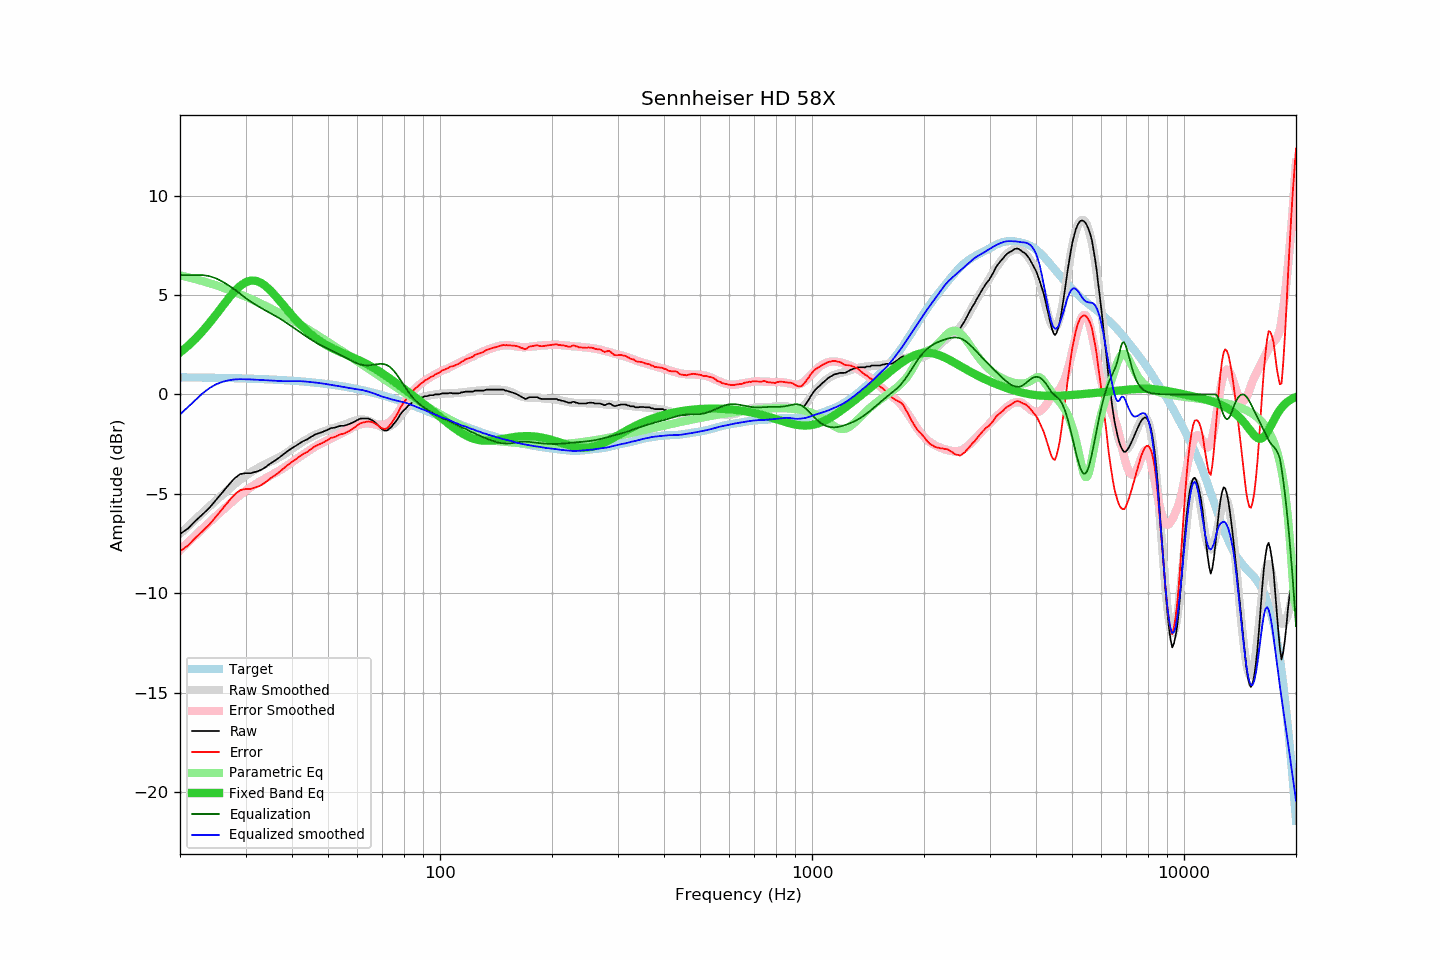 Sennheiser HD 58X
10
5
0
−5
−10
−15
−20
Amplitude (dBr)
Target
Raw Smoothed
Error Smoothed
Raw
Error
Parametric Eq
Fixed Band Eq
Equalization
Equalized smoothed
100 1000 10000
Frequency (Hz)